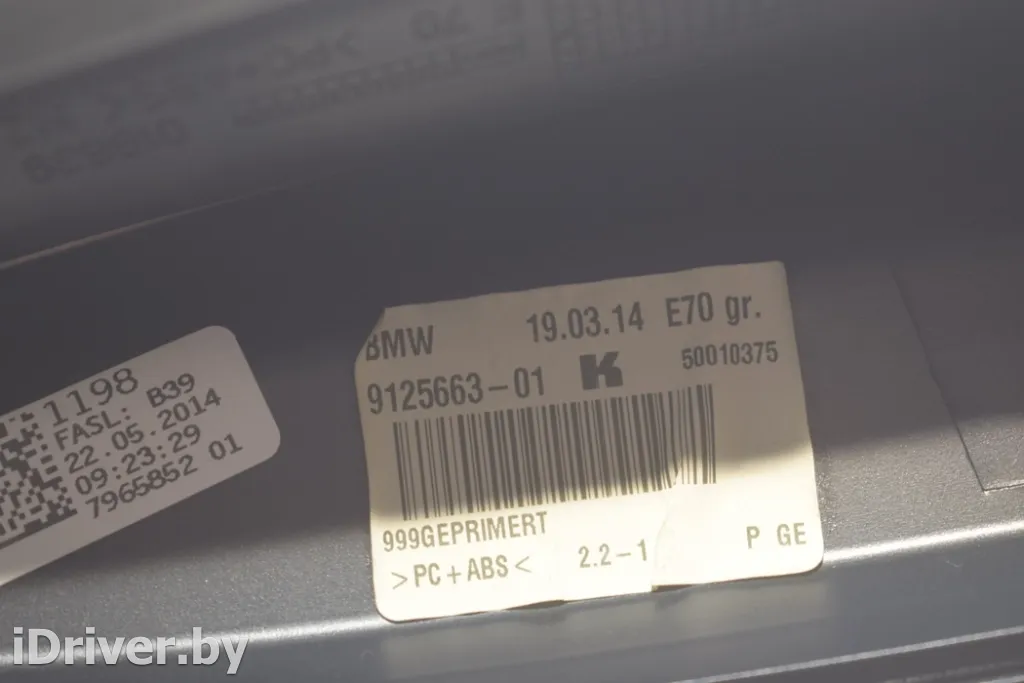 BMW 19.03.14 E70 gr.
9125663-01 K 50010375
999GEPRIMERT
>PC+ABS< 2.2-1 P GE
1198
FASL: B39
22.05.2014
09:23:29
7965852 01
iDriver.by